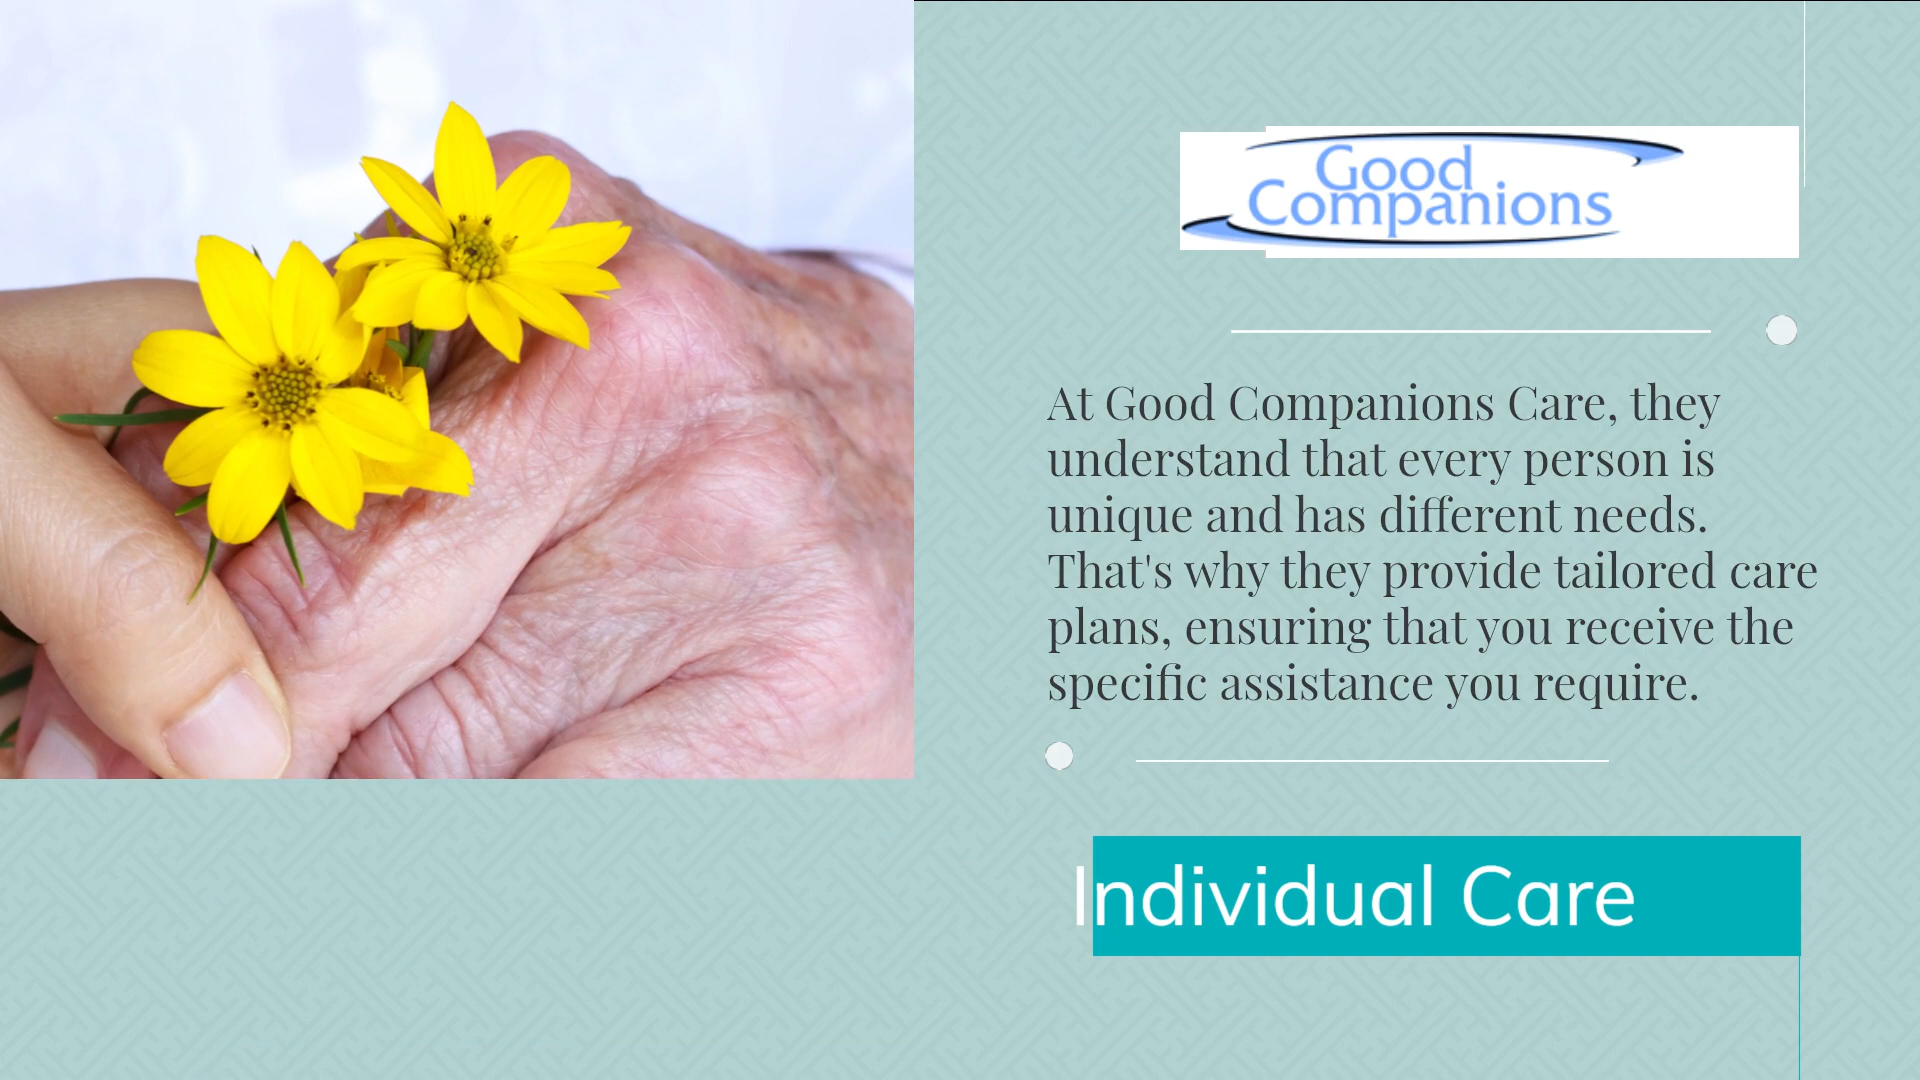 Good
Companions
At Good Companions Care, they
understand that every person is
unique and has different needs.
That's why they provide tailored care
plans, ensuring that you receive the
specific assistance you require.
Individual Care